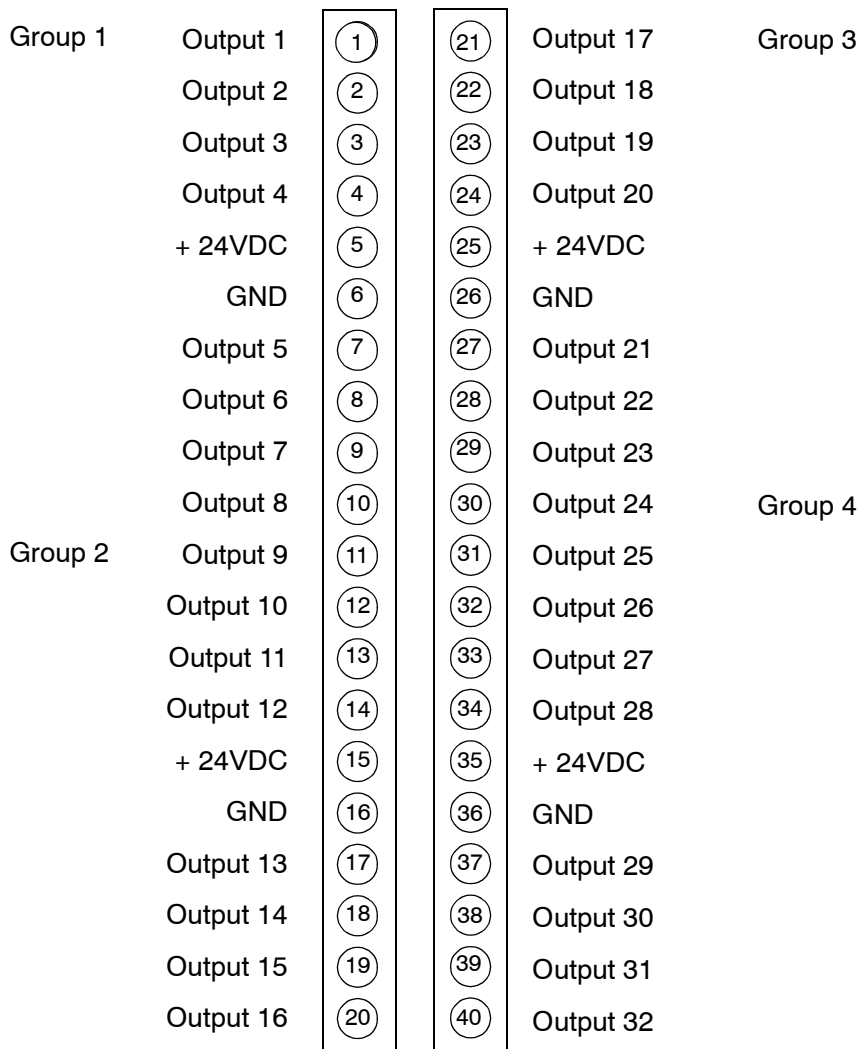 Group 1 Output 1 1 21 Output 17 Group 3
Output 2 2 22 Output 18
Output 3 3 23 Output 19
Output 4 4 24 Output 20
+ 24VDC 5 25 + 24VDC
GND 6 26 GND
Output 5 7 27 Output 21
Output 6 8 28 Output 22
Output 7 9 29 Output 23
Output 8 10 30 Output 24 Group 4
Group 2 Output 9 11 31 Output 25
Output 10 12 32 Output 26
Output 11 13 33 Output 27
Output 12 14 34 Output 28
+ 24VDC 15 35 + 24VDC
GND 16 36 GND
Output 13 17 37 Output 29
Output 14 18 38 Output 30
Output 15 19 39 Output 31
Output 16 20 40 Output 32